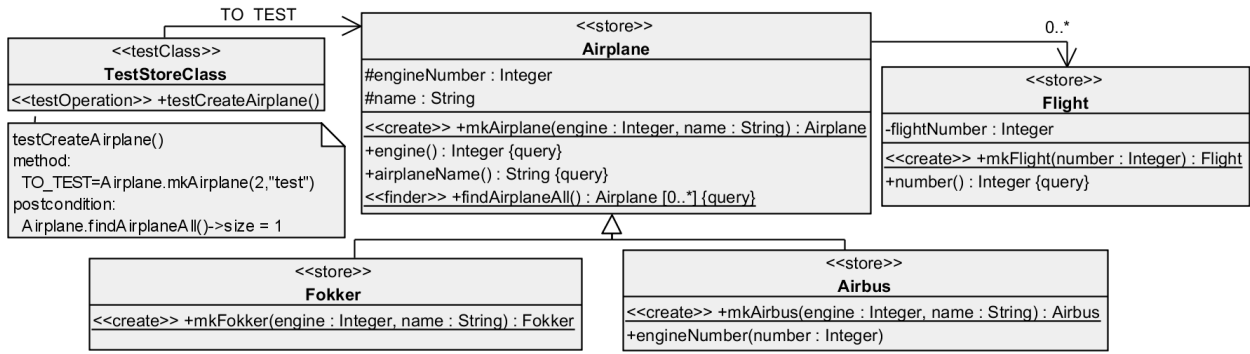 TO TEST
<<testClass>>
TestStoreClass
<<testOperation>> +testCreateAirplane()
testCreateAirplane()
method:
TO_TEST=Airplane.mkAirplane(2,"test")
postcondition:
Airplane.findAirplaneAll()->size = 1
<<store>>
Airplane
#engineNumber : Integer
#name : String
<<create>> +mkAirplane(engine : Integer, name : String) : Airplane
+engine() : Integer {query}
+airplaneName() : String {query}
<<finder>> +findAirplaneAll() : Airplane [0..*] {query}
0..*
<<store>>
Flight
-flightNumber : Integer
<<create>> +mkFlight(number : Integer) : Flight
+number() : Integer {query}
<<store>>
Fokker
<<create>> +mkFokker(engine : Integer, name : String) : Fokker
<<store>>
Airbus
<<create>> +mkAirbus(engine : Integer, name : String) : Airbus
+engineNumber(number : Integer)